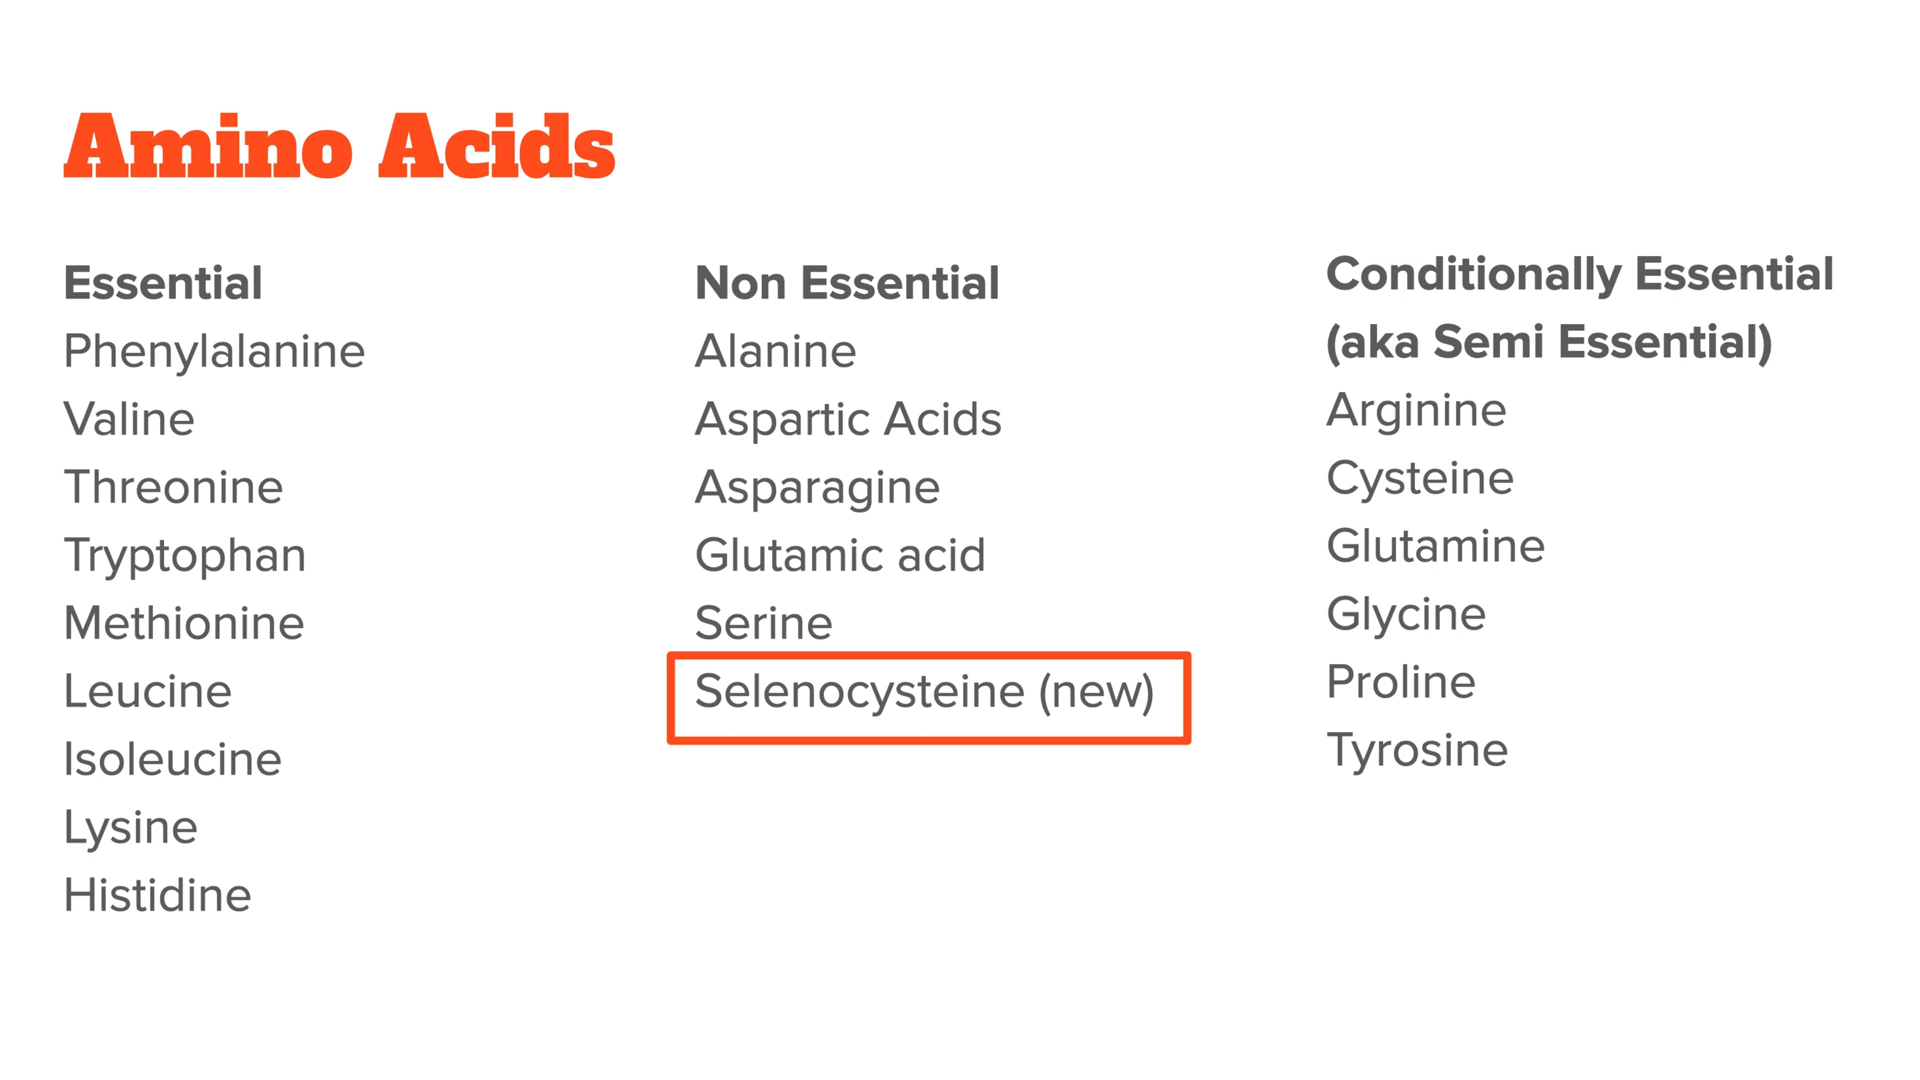 Amino Acids
Essential
Phenylalanine
Valine
Threonine
Tryptophan
Methionine
Leucine
Isoleucine
Lysine
Histidine
Non Essential
Alanine
Aspartic Acids
Asparagine
Glutamic acid
Serine
Selenocysteine (new)
Conditionally Essential
(aka Semi Essential)
Arginine
Cysteine
Glutamine
Glycine
Proline
Tyrosine